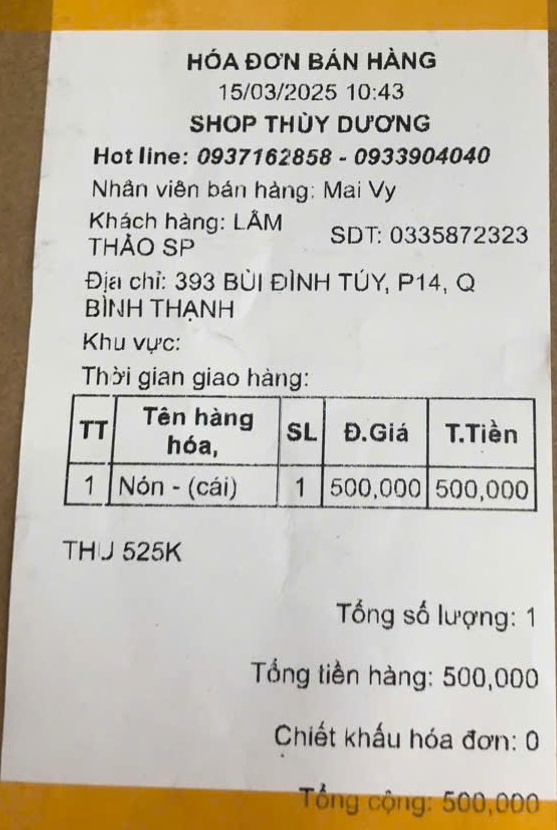 HÓA ĐƠN BÁN HÀNG
15/03/2025 10:43
SHOP THÙY DƯƠNG
Hot line: 0937162858 - 0933904040
Nhân viên bán hàng: Mai Vy
Khách hàng: LÂM THẢO SP SDT: 0335872323
Địa chỉ: 393 BÙI ĐÌNH TÚY, P14, Q
BÌNH THẠNH
Khu vực:
Thời gian giao hàng:
TT Tên hàng hóa, SL Đ.Giá T.Tiền
1 Nón - (cái) 1 500,000 500,000
THU 525K
Tổng số lượng: 1
Tổng tiền hàng: 500,000
Chiết khấu hóa đơn: 0
Tổng cộng: 500,000